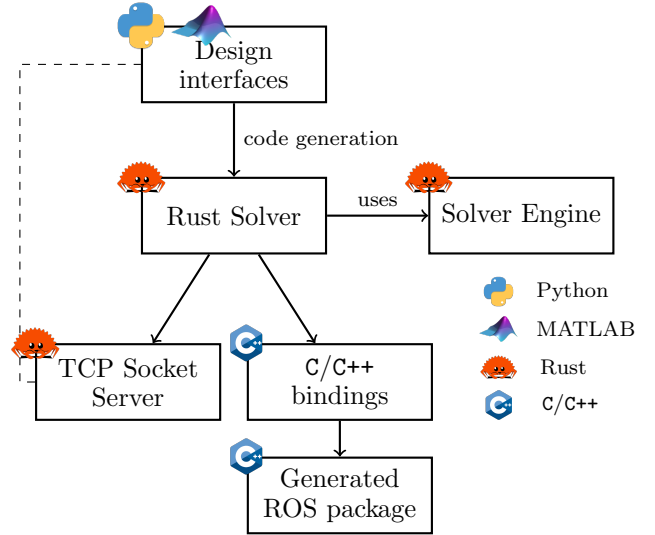 Design
interfaces
code generation
Rust Solver
uses
Solver Engine
Python
MATLAB
Rust
C/C++
TCP Socket
Server
C/C++
bindings
Generated
ROS package